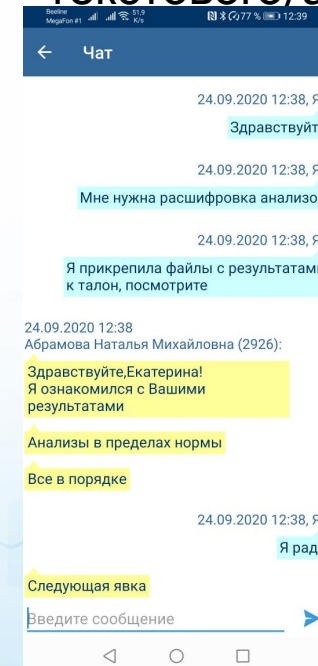 Beeline
MegaFon #1
51,9
K/s
77 %
12:39
Чат
24.09.2020 12:38, Я
Здравствуйт
24.09.2020 12:38, Я
Мне нужна расшифровка анализо
24.09.2020 12:38, Я
Я прикрепила файлы с результатами
к талон, посмотрите
24.09.2020 12:38
Абрамова Наталья Михайловна (2926):
Здравствуйте,Екатерина!
Я ознакомился с Вашими
результатами
Анализы в пределах нормы
Все в порядке
24.09.2020 12:38, Я
Я рад
Следующая явка
Введите сообщение